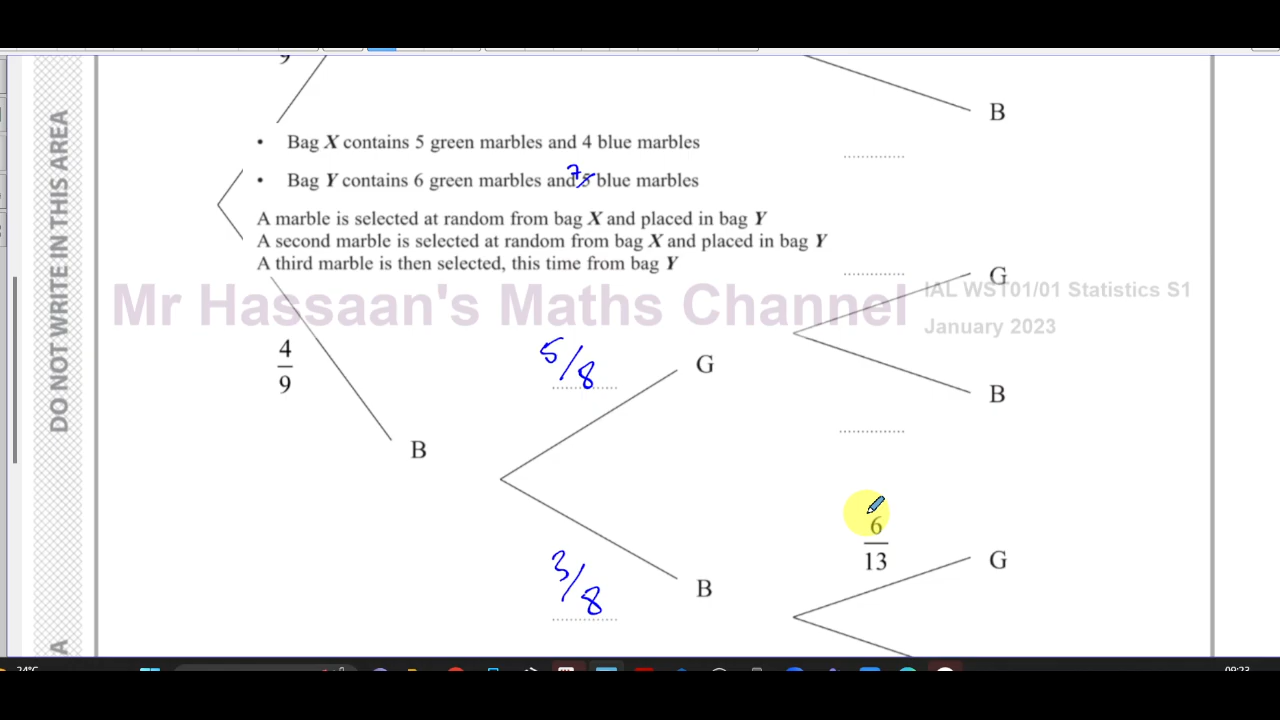 9
B
• Bag X contains 5 green marbles and 4 blue marbles
• Bag Y contains 6 green marbles and 7 5 blue marbles
A marble is selected at random from bag X and placed in bag Y
A second marble is selected at random from bag X and placed in bag Y
A third marble is then selected, this time from bag Y
DO NOT WRITE IN THIS AREA
Mr Hassaan's Maths Channel
IAL WST01/01 Statistics S1
January 2023
G
4
9
5/8
G
B
B
6
13
G
3/8
B
A
24°C
09:23